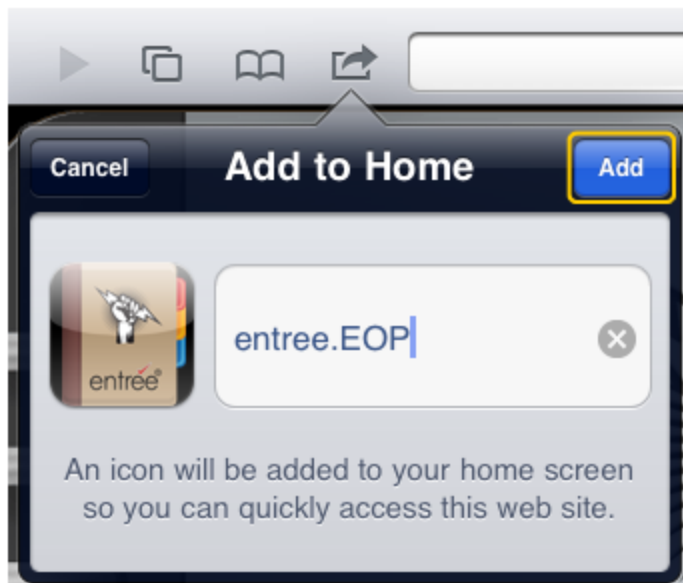 Cancel
Add to Home
Add
entrée®
entree.EOP
An icon will be added to your home screen
so you can quickly access this web site.